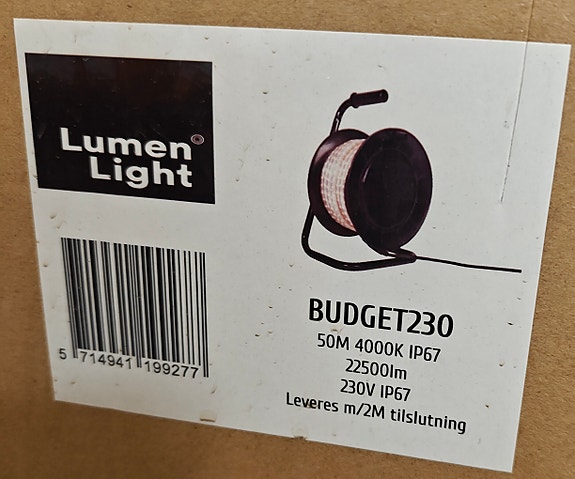 Lumen
Light
BUDGET230
50M 4000K IP67
22500lm
230V IP67
Leveres m/2M tilslutning
5 714941 199277